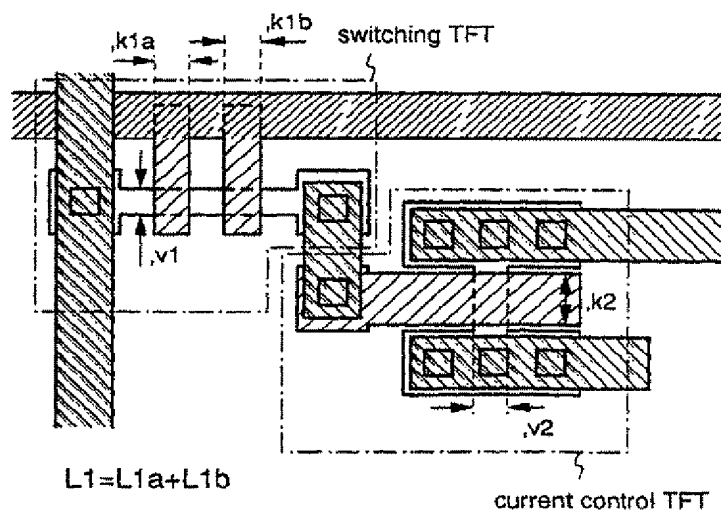 ,k1a
,k1b
switching TFT
,v1
,k2
,v2
L1=L1a+L1b
current control TFT